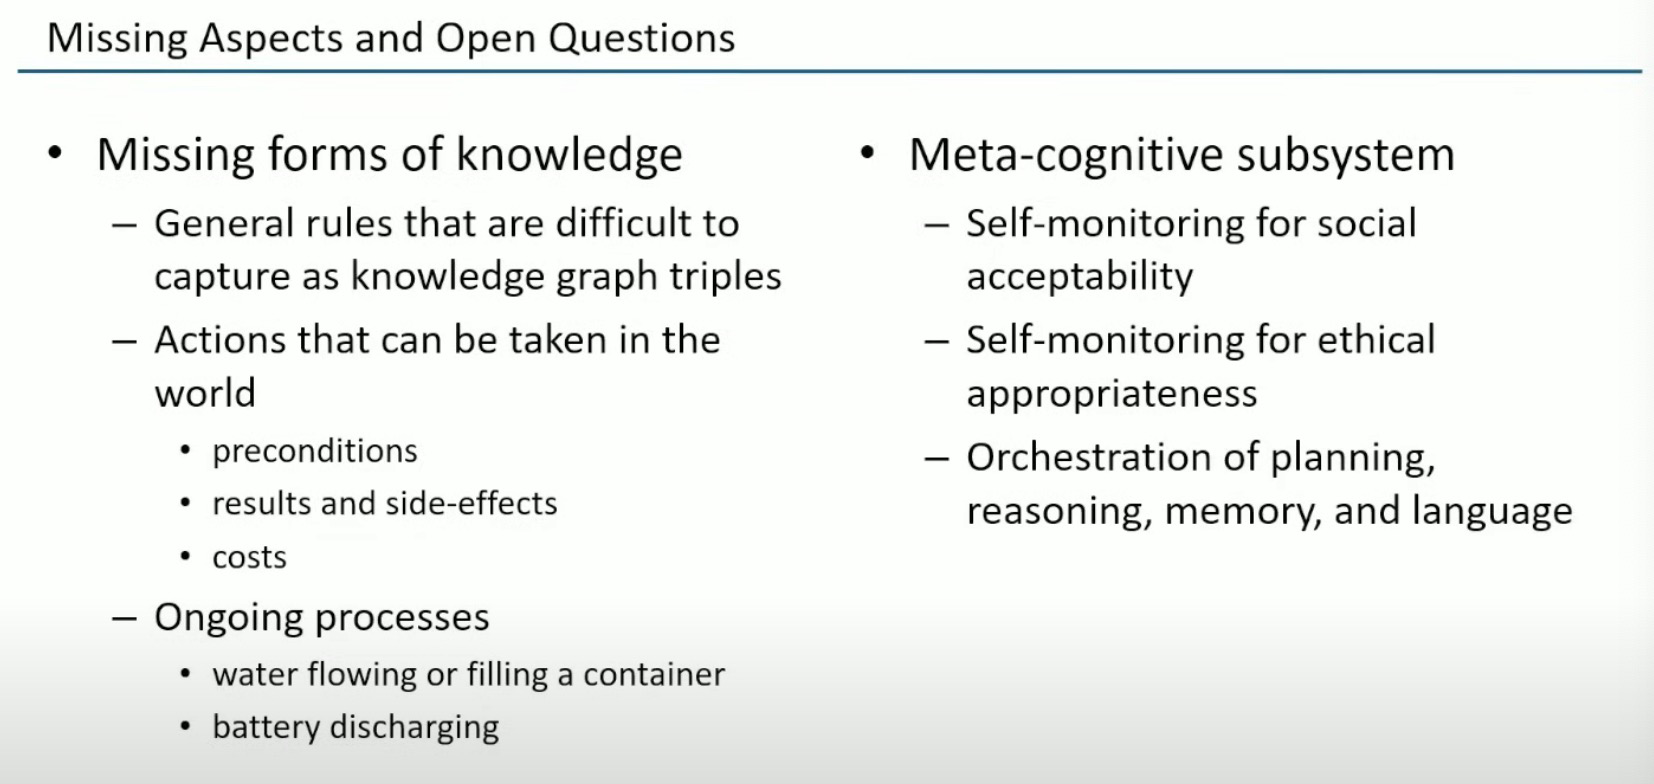 Missing Aspects and Open Questions
• Missing forms of knowledge
– General rules that are difficult to
capture as knowledge graph triples
– Actions that can be taken in the
world
• preconditions
• results and side-effects
• costs
– Ongoing processes
• water flowing or filling a container
• battery discharging
• Meta-cognitive subsystem
– Self-monitoring for social
acceptability
– Self-monitoring for ethical
appropriateness
– Orchestration of planning,
reasoning, memory, and language